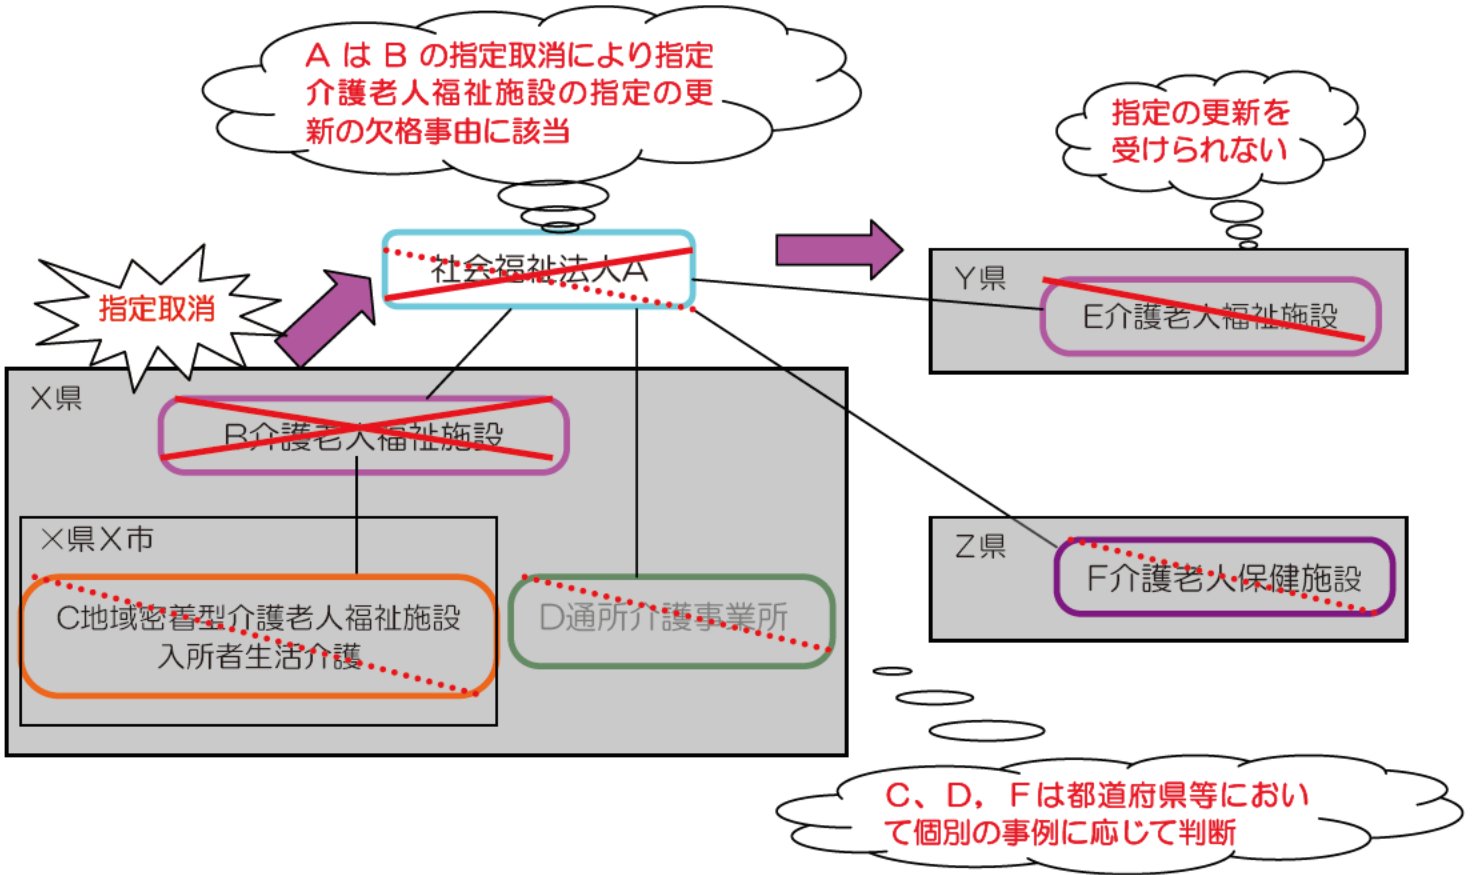 A は B の指定取消により指定
介護老人福祉施設の指定の更
新の欠格事由に該当
指定の更新を
受けられない
指定取消
社会福祉法人A
Y県
E介護老人福祉施設
X県
B介護老人福祉施設
X県X市
C地域密着型介護老人福祉施設
入所者生活介護
D通所介護事業所
Z県
F介護老人保健施設
C、D，Fは都道府県等におい
て個別の事例に応じて判断